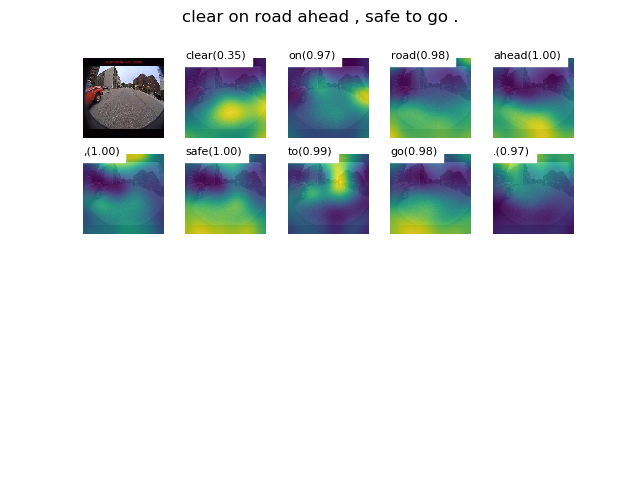 clear on road ahead , safe to go .
clear(0.35) on(0.97) road(0.98) ahead(1.00)
,(1.00) safe(1.00) to(0.99) go(0.98) .(0.97)